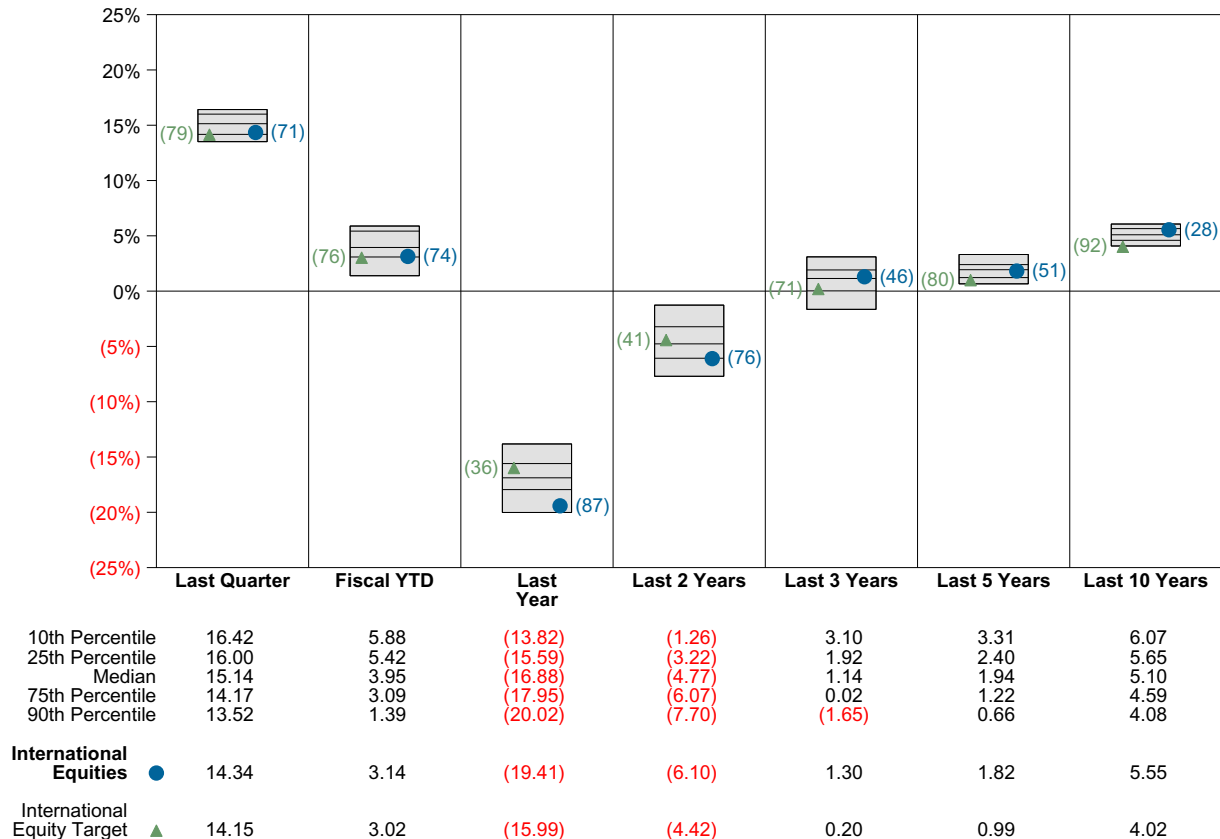 25%
20%
15%
10%
5%
0%
(5%)
(10%)
(15%)
(20%)
(25%)
(79) (71)
(76) (74)
(36) (87)
(41) (76)
(71) (46)
(80) (51)
(92) (28)
Last Quarter Fiscal YTD Last Year Last 2 Years Last 3 Years Last 5 Years Last 10 Years
10th Percentile 16.42 5.88 (13.82) (1.26) 3.10 3.31 6.07
25th Percentile 16.00 5.42 (15.59) (3.22) 1.92 2.40 5.65
Median 15.14 3.95 (16.88) (4.77) 1.14 1.94 5.10
75th Percentile 14.17 3.09 (17.95) (6.07) 0.02 1.22 4.59
90th Percentile 13.52 1.39 (20.02) (7.70) (1.65) 0.66 4.08
International
Equities 14.34 3.14 (19.41) (6.10) 1.30 1.82 5.55
International
Equity Target 14.15 3.02 (15.99) (4.42) 0.20 0.99 4.02